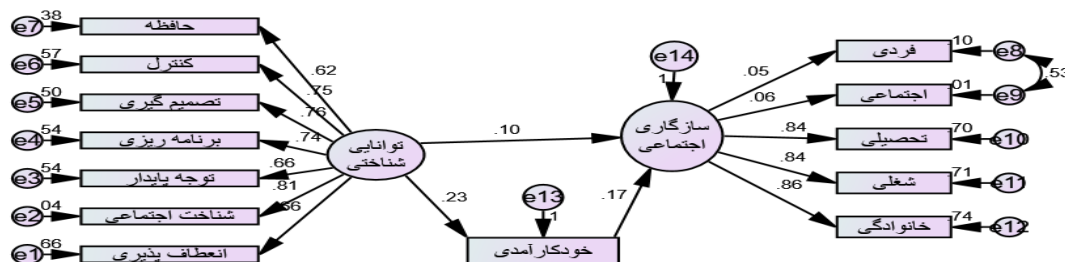 e7
.38
حافظه
e6
.57
کنترل
e5
.50
تصمیم گیری
e4
.54
برنامه ریزی
e3
.54
توجه پایدار
e2
.04
شناخت اجتماعی
e1
.66
انعطاف پذیری
.62
.75
.76
.74
.66
.81
توانایی
شناختی
.10
.23
e13
1
خودکارآمدی
.17
e14
1
سازگاری
اجتماعی
.05
.06
.84
.84
.86
فردی
.10
e8
اجتماعی
.01
e9
.53
تحصیلی
.70
e10
شغلی
.71
e11
خانوادگی
.74
e12